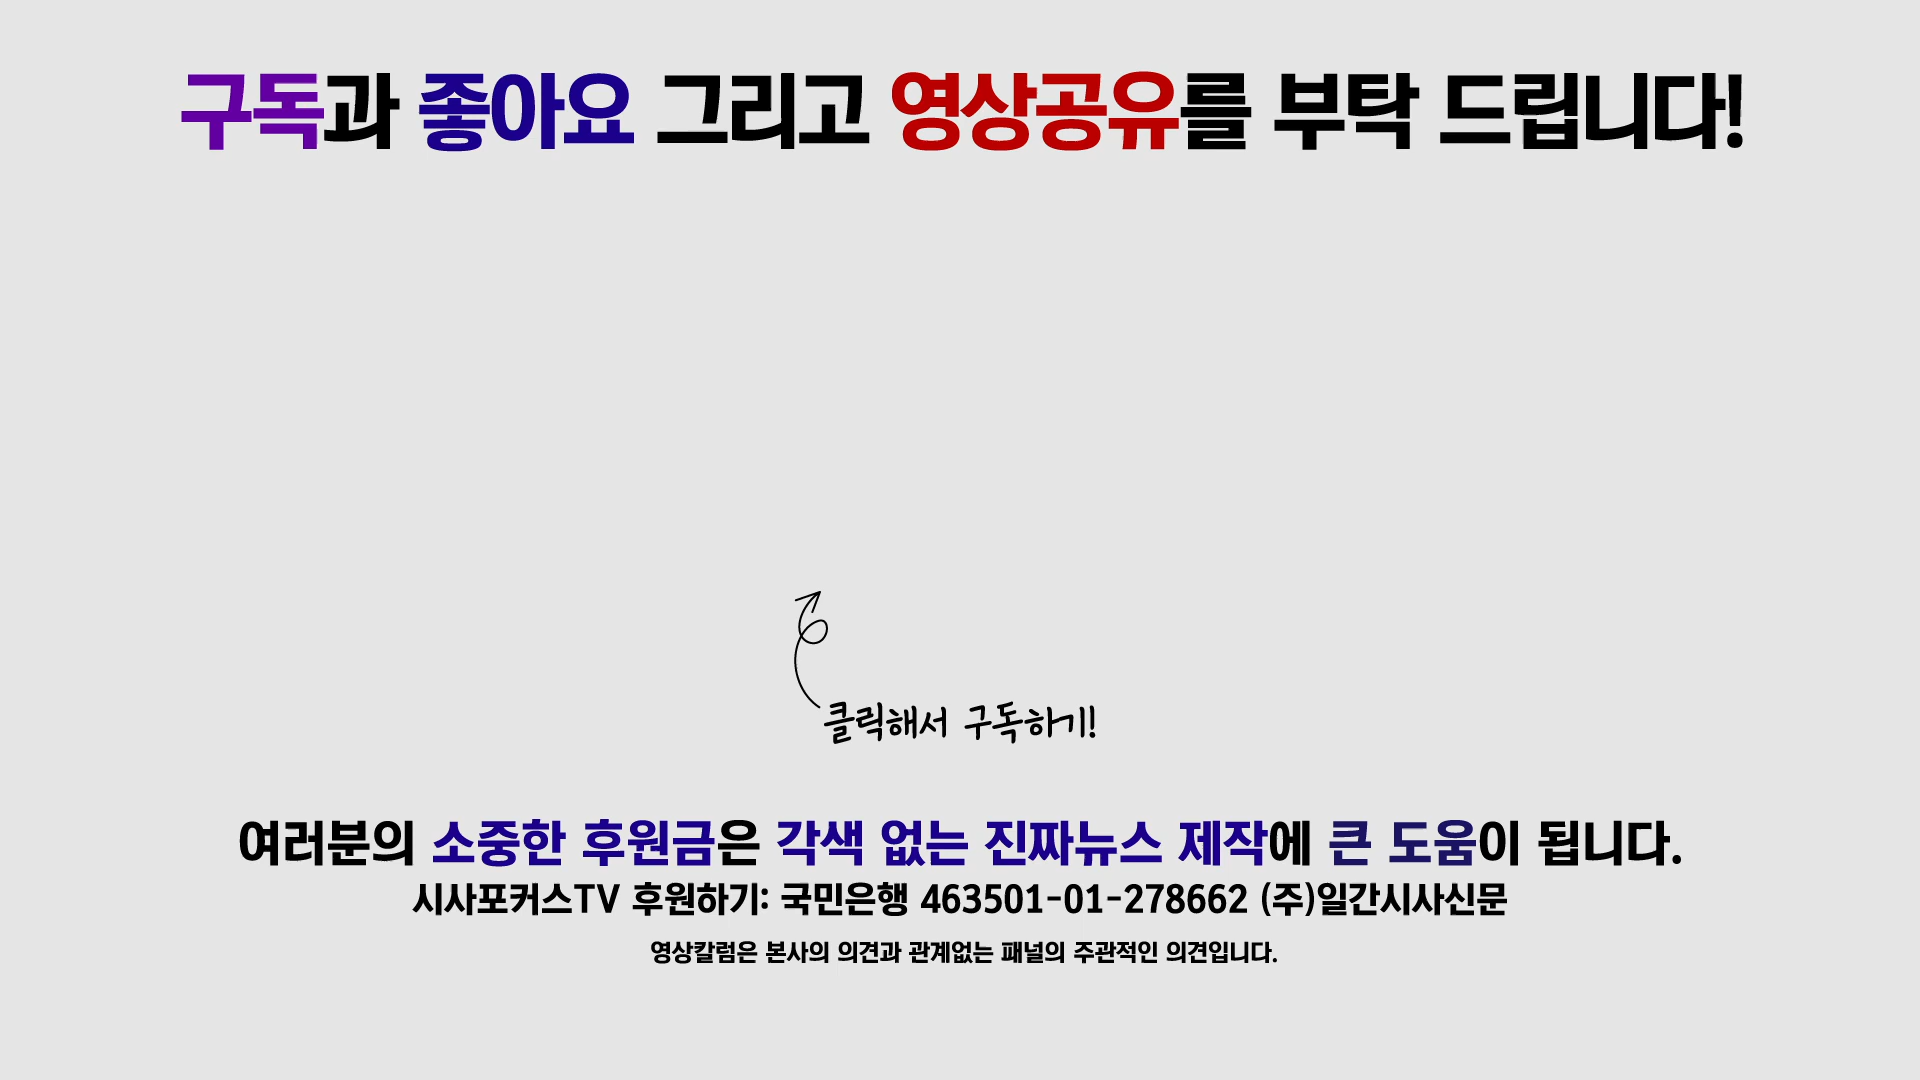 구독과 좋아요 그리고 영상공유를 부탁 드립니다!
클릭해서 구독하기!
여러분의 소중한 후원금은 각색 없는 진짜뉴스 제작에 큰 도움이 됩니다.
시사포커스TV 후원하기: 국민은행 463501-01-278662 (주)일간시사신문
영상칼럼은 본사의 의견과 관계없는 패널의 주관적인 의견입니다.